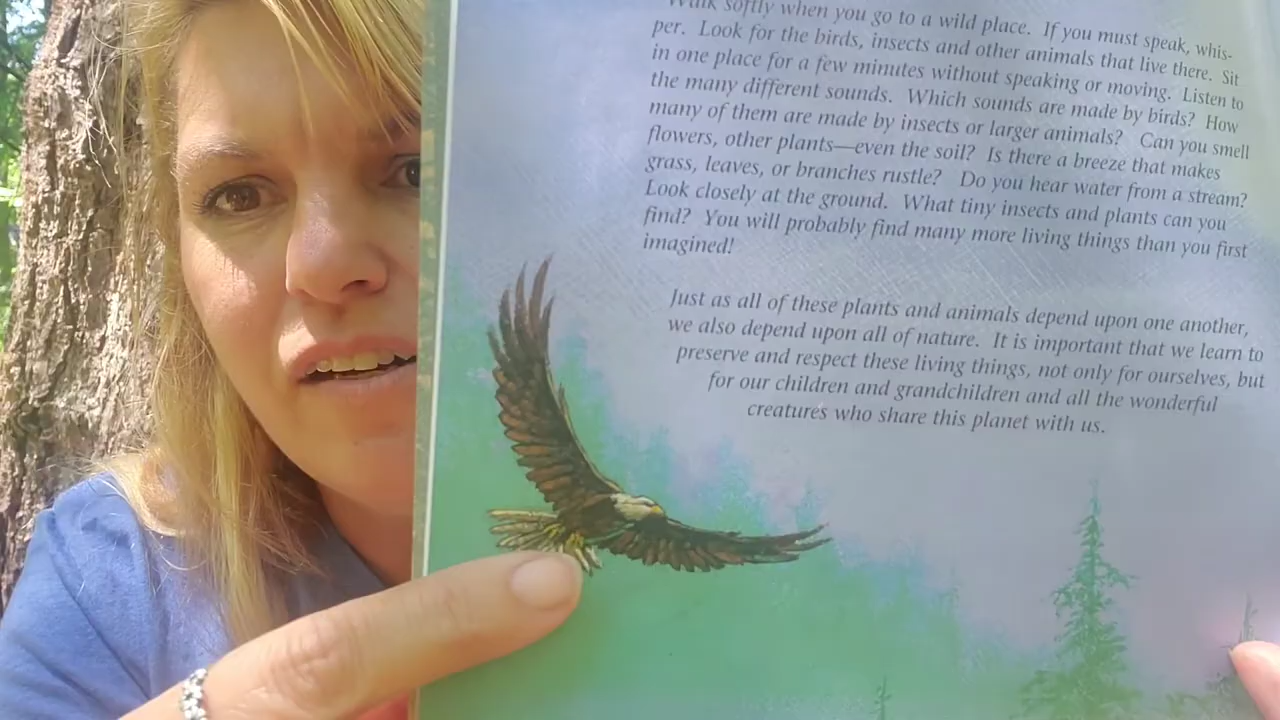 Walk softly when you go to a wild place. If you must speak, whis-
per. Look for the birds, insects and other animals that live there. Sit
in one place for a few minutes without speaking or moving. Listen to
the many different sounds. Which sounds are made by birds? How
many of them are made by insects or larger animals? Can you smell
flowers, other plants—even the soil? Is there a breeze that makes
grass, leaves, or branches rustle? Do you hear water from a stream?
Look closely at the ground. What tiny insects and plants can you
find? You will probably find many more living things than you first
imagined!
Just as all of these plants and animals depend upon one another,
we also depend upon all of nature. It is important that we learn to
preserve and respect these living things, not only for ourselves, but
for our children and grandchildren and all the wonderful
creatures who share this planet with us.